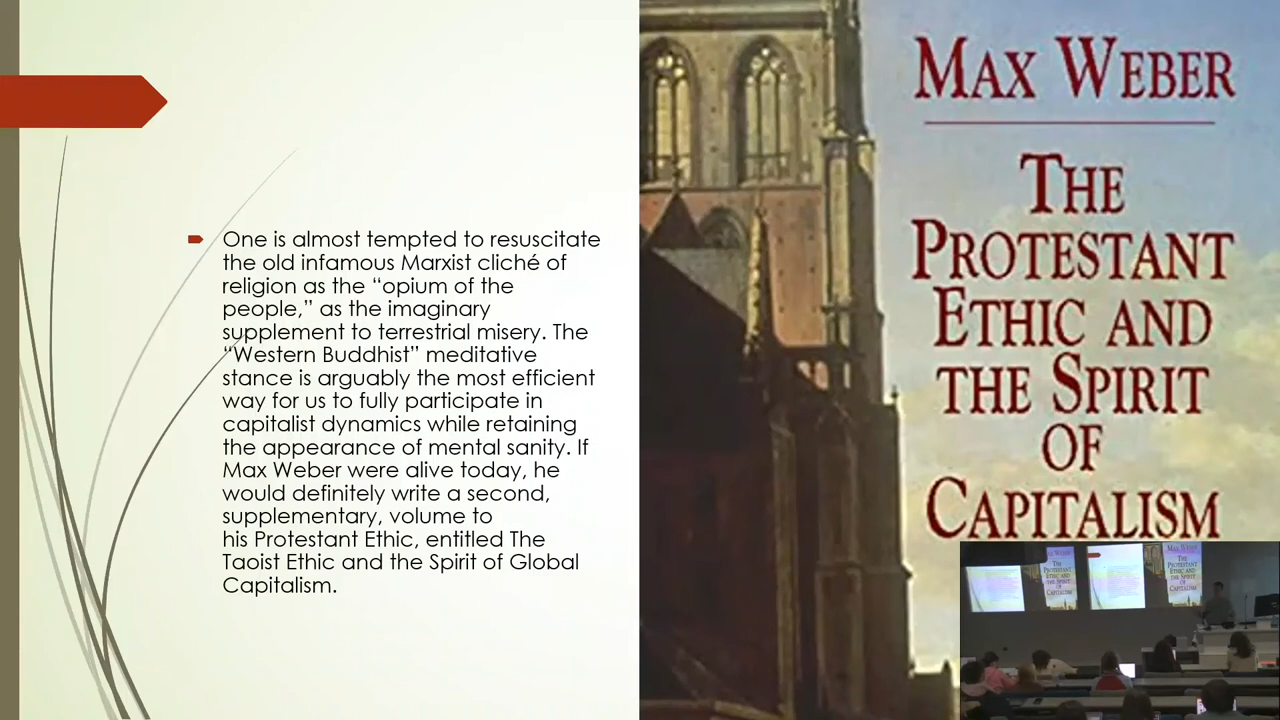 One is almost tempted to resuscitate
the old infamous Marxist cliché of
religion as the “opium of the
people,” as the imaginary
supplement to terrestrial misery. The
“Western Buddhist” meditative
stance is arguably the most efficient
way for us to fully participate in
capitalist dynamics while retaining
the appearance of mental sanity. If
Max Weber were alive today, he
would definitely write a second,
supplementary, volume to
his Protestant Ethic, entitled The
Taoist Ethic and the Spirit of Global
Capitalism.
MAX WEBER
THE
PROTESTANT
ETHIC AND
THE SPIRIT
OF
CAPITALISM